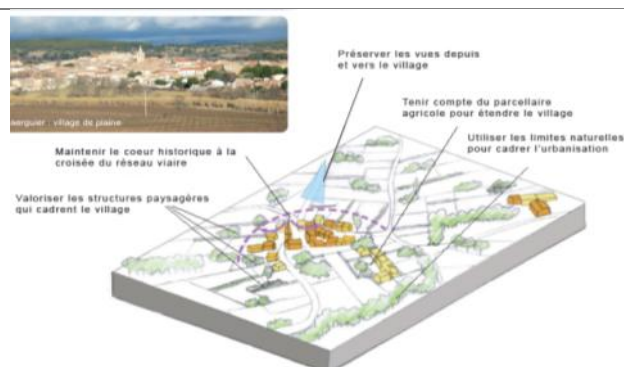 aerguier : village de plaine
Préserver les vues depuis
et vers le village
Tenir compte du parcellaire
agricole pour étendre le village
Utiliser les limites naturelles
pour cadrer l'urbanisation
Maintenir le coeur historique à la
croisée du réseau viaire
Valoriser les structures paysagères
qui cadrent le village